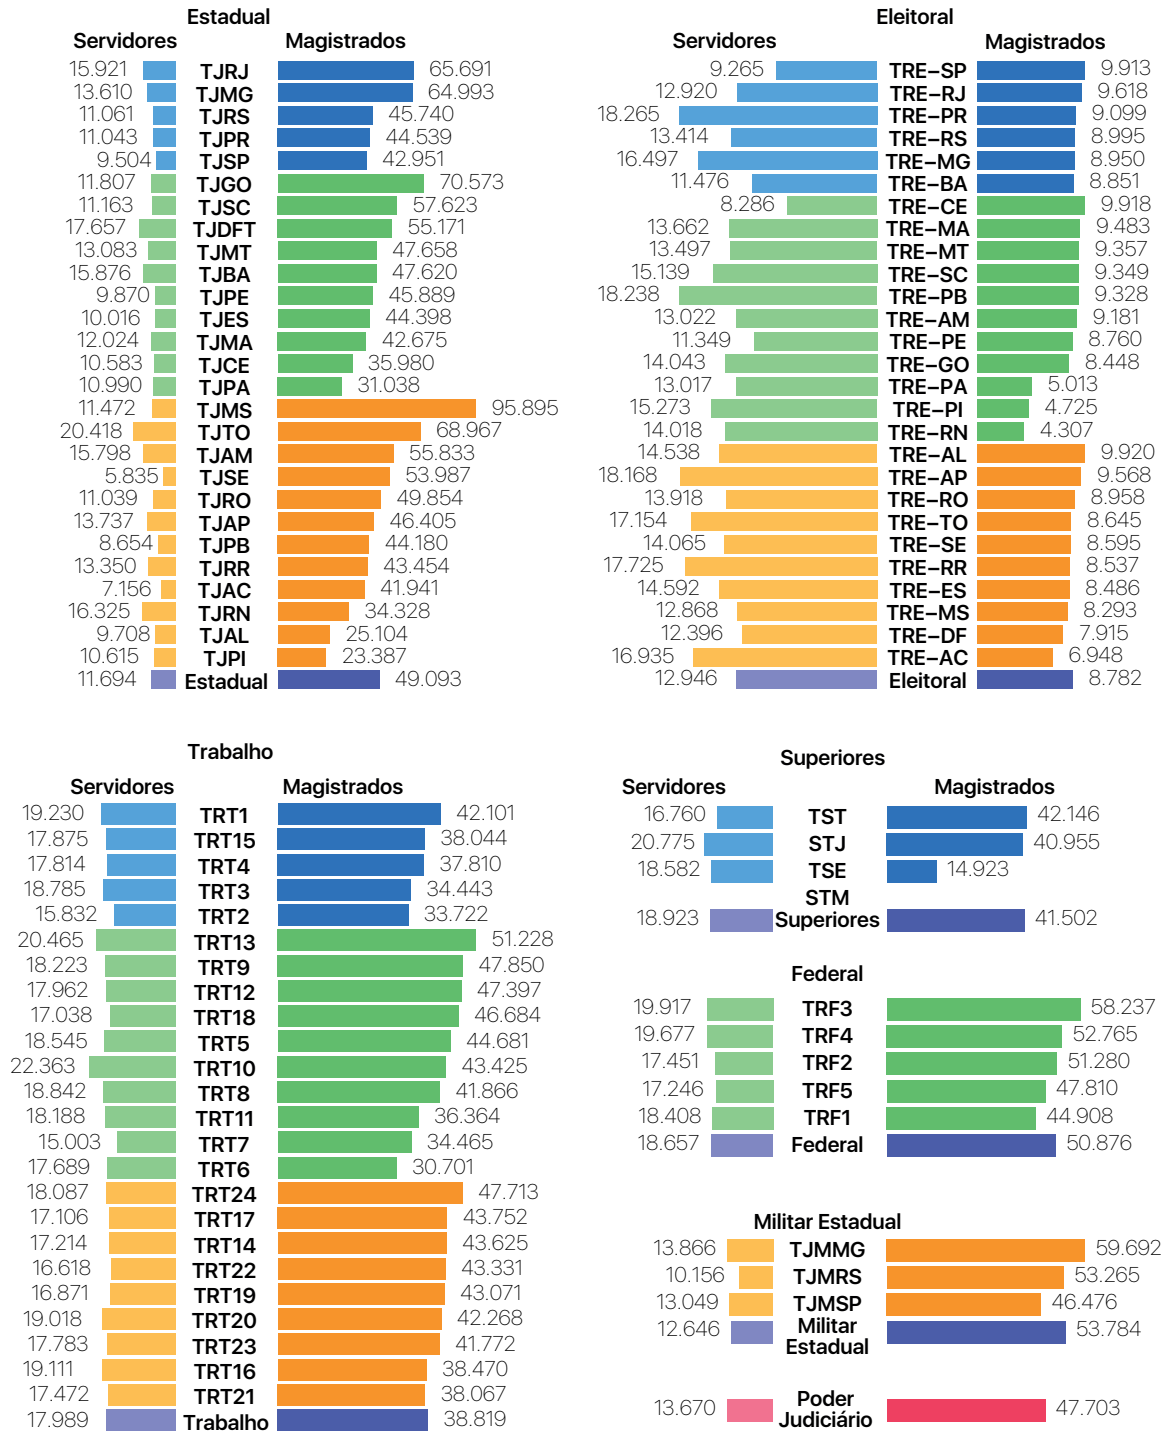 Estadual
Servidores Magistrados
15.921 TJRJ 65.691
13.610 TJMG 64.993
11.061 TJRS 45.740
11.043 TJPR 44.539
9.504 TJSP 42.951
11.807 TJGO 70.573
11.163 TJSC 57.623
17.657 TJDFT 55.171
13.083 TJMT 47.658
15.876 TJBA 47.620
9.870 TJPE 45.889
10.016 TJES 44.398
12.024 TJMA 42.675
10.583 TJCE 35.980
10.990 TJPA 31.038
11.472 TJMS 95.895
20.418 TJTO 68.967
15.798 TJAM 55.833
5.835 TJSE 53.987
11.039 TJRO 49.854
13.737 TJAP 46.405
8.654 TJPB 44.180
13.350 TJRR 43.454
7.156 TJAC 41.941
16.325 TJRN 34.328
9.708 TJAL 25.104
10.615 TJPI 23.387
11.694 Estadual 49.093
Eleitoral
Servidores Magistrados
9.265 TRE–SP 9.913
12.920 TRE–RJ 9.618
18.265 TRE–PR 9.099
13.414 TRE–RS 8.995
16.497 TRE–MG 8.950
11.476 TRE–BA 8.851
8.286 TRE–CE 9.918
13.662 TRE–MA 9.483
13.497 TRE–MT 9.357
15.139 TRE–SC 9.349
18.238 TRE–PB 9.328
13.022 TRE–AM 9.181
11.349 TRE–PE 8.760
14.043 TRE–GO 8.448
13.017 TRE–PA 5.013
15.273 TRE–PI 4.725
14.018 TRE–RN 4.307
14.538 TRE–AL 9.920
18.168 TRE–AP 9.568
13.918 TRE–RO 8.958
17.154 TRE–TO 8.645
14.065 TRE–SE 8.595
17.725 TRE–RR 8.537
14.592 TRE–ES 8.486
12.868 TRE–MS 8.293
12.396 TRE–DF 7.915
16.935 TRE–AC 6.948
12.946 Eleitoral 8.782
Trabalho
Servidores Magistrados
19.230 TRT1 42.101
17.875 TRT15 38.044
17.814 TRT4 37.810
18.785 TRT3 34.443
15.832 TRT2 33.722
20.465 TRT13 51.228
18.223 TRT9 47.850
17.962 TRT12 47.397
17.038 TRT18 46.684
18.545 TRT5 44.681
22.363 TRT10 43.425
18.842 TRT8 41.866
18.188 TRT11 36.364
15.003 TRT7 34.465
17.689 TRT6 30.701
18.087 TRT24 47.713
17.106 TRT17 43.752
17.214 TRT14 43.625
16.618 TRT22 43.331
16.871 TRT19 43.071
19.018 TRT20 42.268
17.783 TRT23 41.772
19.111 TRT16 38.470
17.472 TRT21 38.067
17.989 Trabalho 38.819
Superiores
Servidores Magistrados
16.760 TST 42.146
20.775 STJ 40.955
18.582 TSE 14.923
STM
18.923 Superiores 41.502
Federal
19.917 TRF3 58.237
19.677 TRF4 52.765
17.451 TRF2 51.280
17.246 TRF5 47.810
18.408 TRF1 44.908
18.657 Federal 50.876
Militar Estadual
13.866 TJMMG 59.692
10.156 TJMRS 53.265
13.049 TJMSP 46.476
12.646 Militar 53.784
Estadual
13.670 Poder 47.703
Judiciário